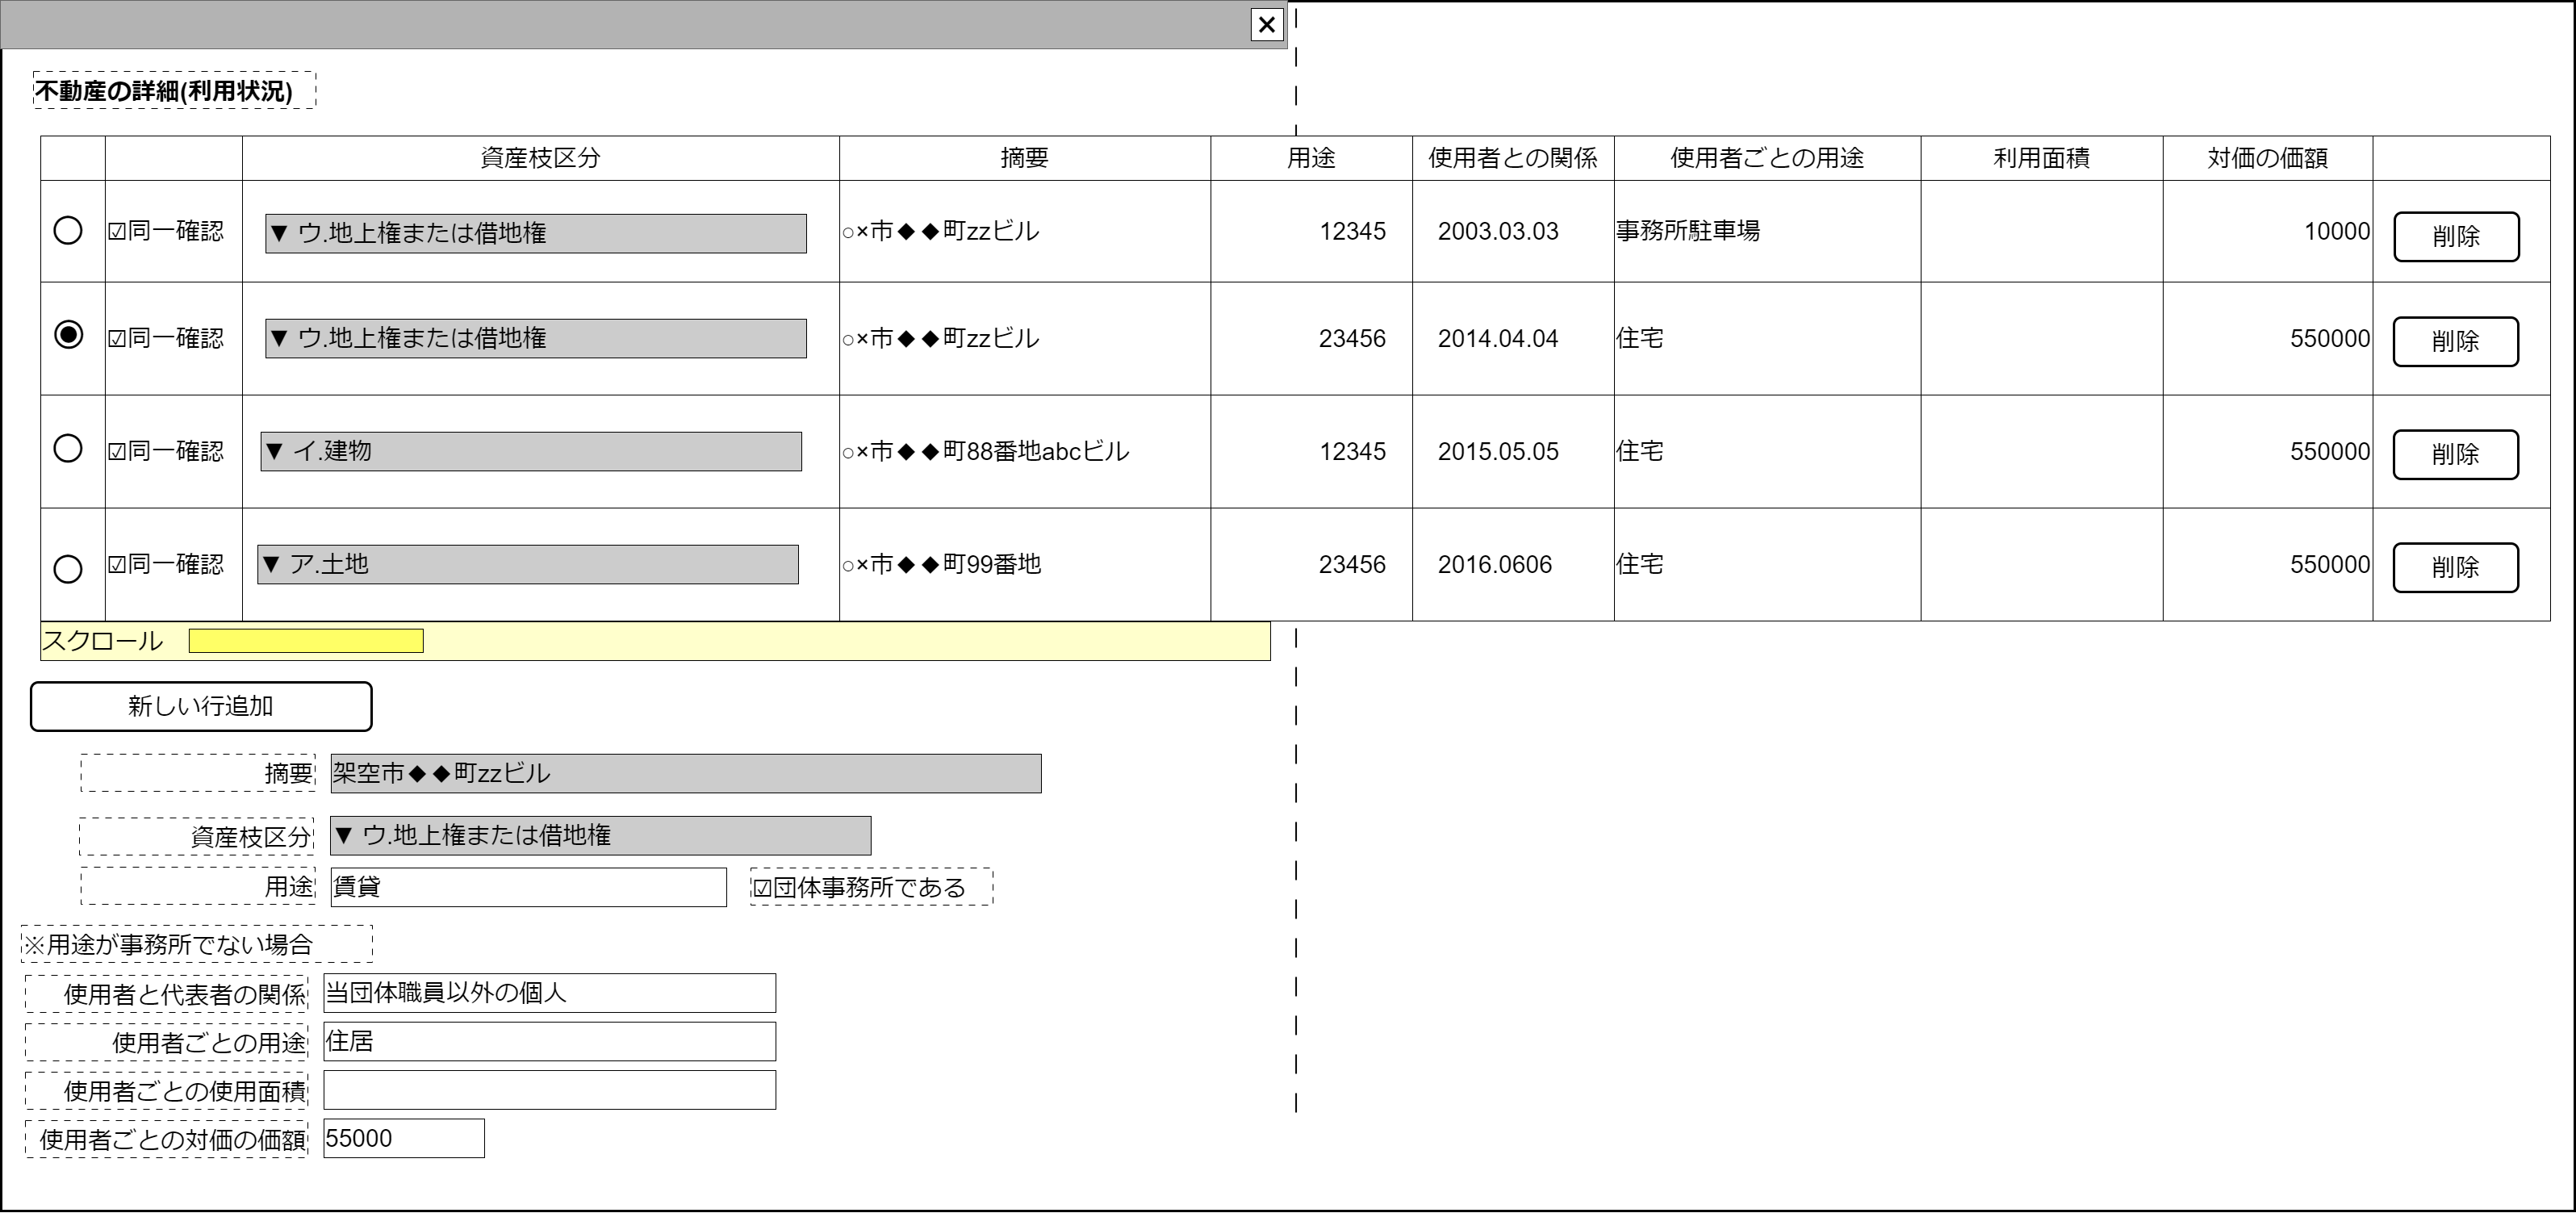 ×
不動産の詳細(利用状況)
資産枝区分 摘要 用途 使用者との関係 使用者ごとの用途 利用面積 対価の価額
☑同一確認 ▼ ウ.地上権または借地権 ○×市◆◆町zzビル 12345 2003.03.03 事務所駐車場 10000 削除
☑同一確認 ▼ ウ.地上権または借地権 ○×市◆◆町zzビル 23456 2014.04.04 住宅 550000 削除
☑同一確認 ▼ イ.建物 ○×市◆◆町88番地abcビル 12345 2015.05.05 住宅 550000 削除
☑同一確認 ▼ ア.土地 ○×市◆◆町99番地 23456 2016.0606 住宅 550000 削除
スクロール
新しい行追加
摘要 架空市◆◆町zzビル
資産枝区分 ▼ ウ.地上権または借地権
用途 賃貸 ☑団体事務所である
※用途が事務所でない場合
使用者と代表者の関係 当団体職員以外の個人
使用者ごとの用途 住居
使用者ごとの使用面積
使用者ごとの対価の価額 55000